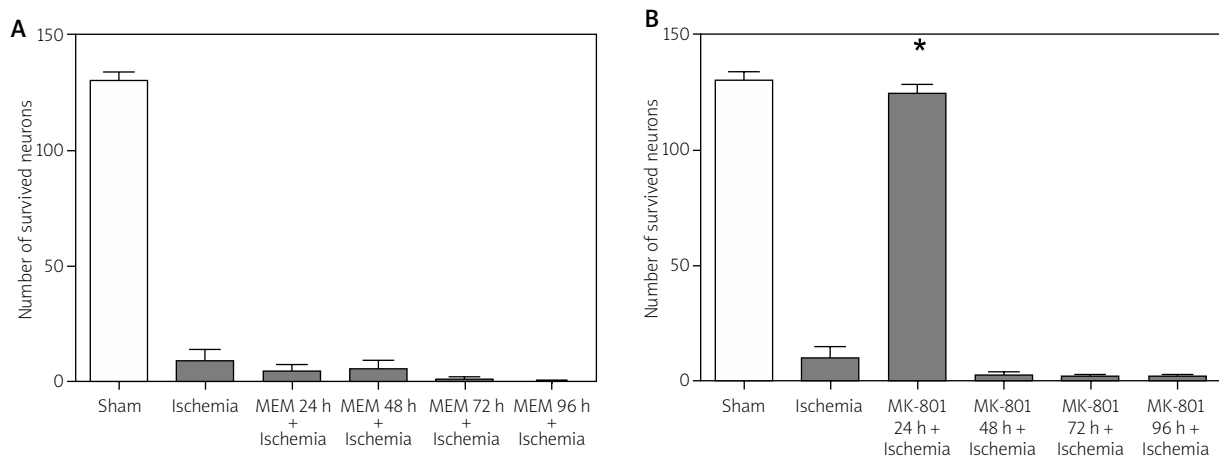 A
150
100
50
0
Number of survived neurons
Sham
Ischemia
MEM 24 h
+
Ischemia
MEM 48 h
+
Ischemia
MEM 72 h
+
Ischemia
MEM 96 h
+
Ischemia
B
150
100
50
0
Number of survived neurons
*
Sham
Ischemia
MK-801
24 h +
Ischemia
MK-801
48 h +
Ischemia
MK-801
72 h +
Ischemia
MK-801
96 h +
Ischemia